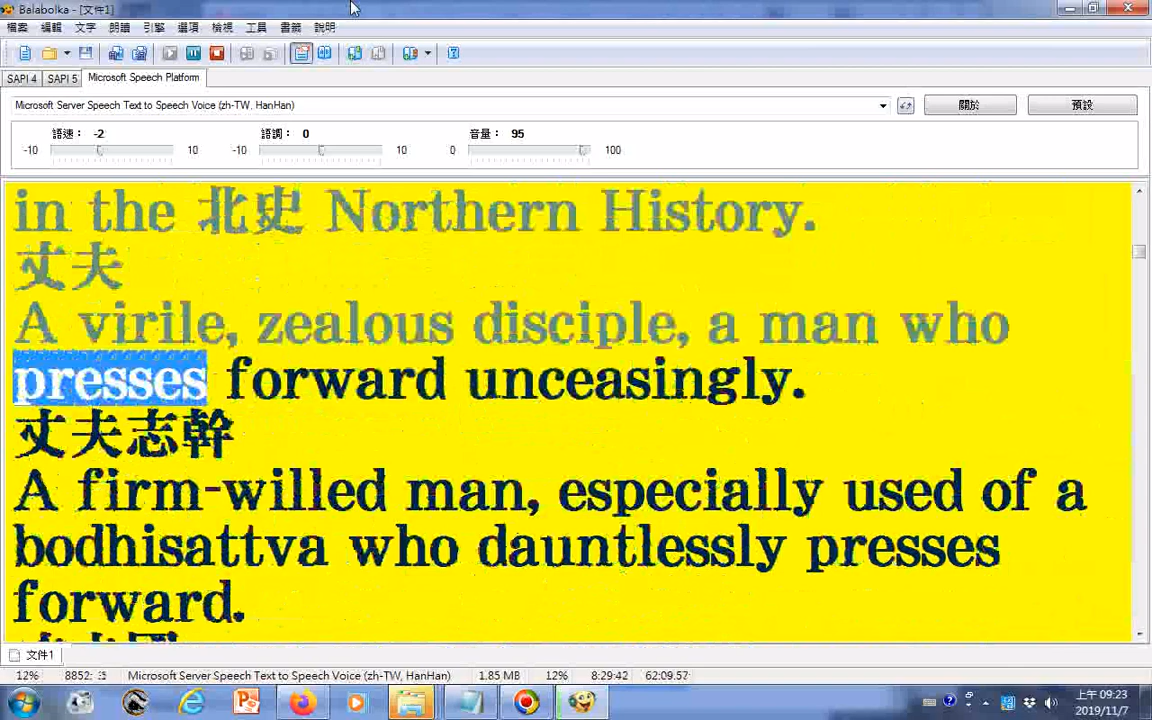 Balabolka - [文件1]
檔案 編輯 文字 朗讀 引擎 選項 檢視 工具 書籤 說明
SAPI 4 SAPI 5 Microsoft Speech Platform
Microsoft Server Speech Text to Speech Voice (zh-TW, HanHan) 關於 預設
語速： -2 語調： 0 音量： 95
-10 10 -10 10 0 100
in the 北史 Northern History.
丈夫
A virile, zealous disciple, a man who
presses forward unceasingly.
丈夫志幹
A firm-willed man, especially used of a
bodhisattva who dauntlessly presses
forward.
文件1
12% 8852: Microsoft Server Speech Text to Speech Voice (zh-TW, HanHan) 1.85 MB 12% 8:29:42 62:09.57
上午 09:23
2019/11/7